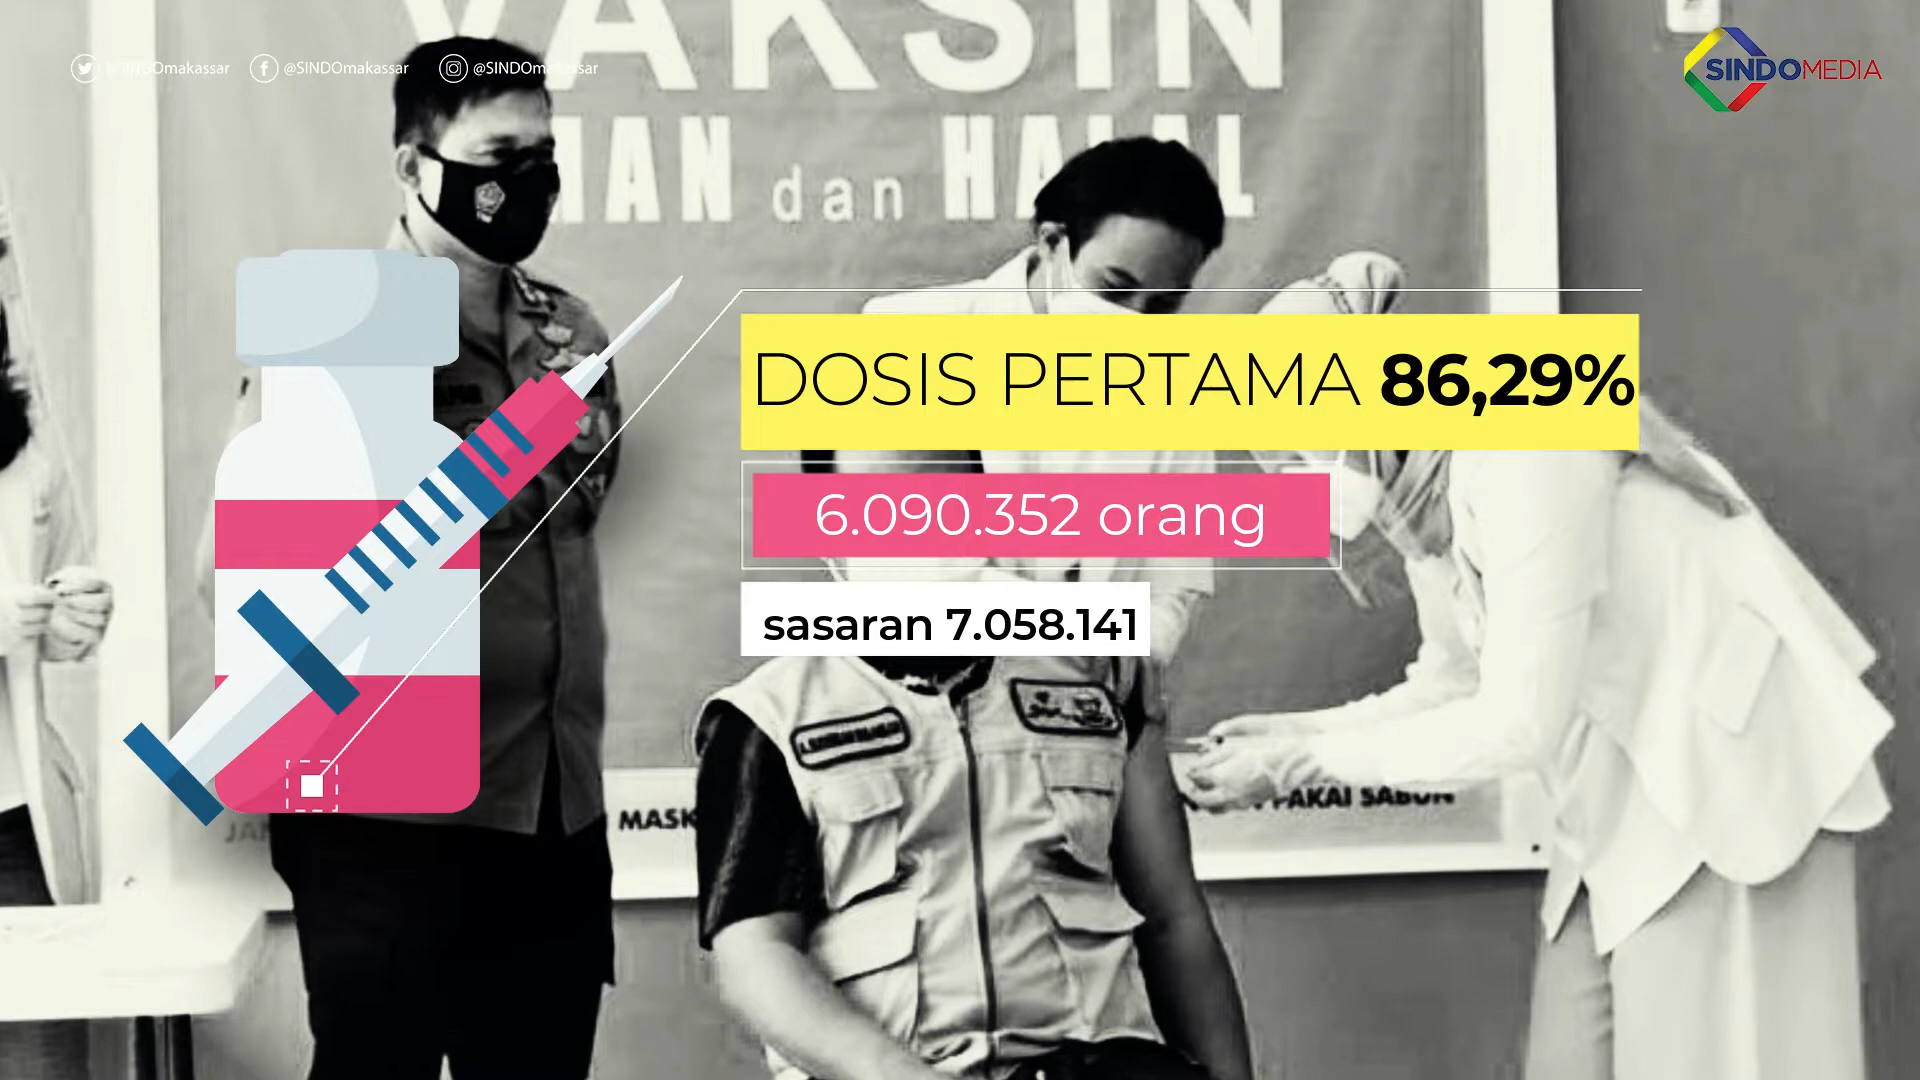 VAKSIN
dan HALAL
@SINDOmakassar @SINDOmakassar @SINDOmakassar
SINDOMEDIA
DOSIS PERTAMA 86,29%
6.090.352 orang
sasaran 7.058.141
PAKAI SABUN